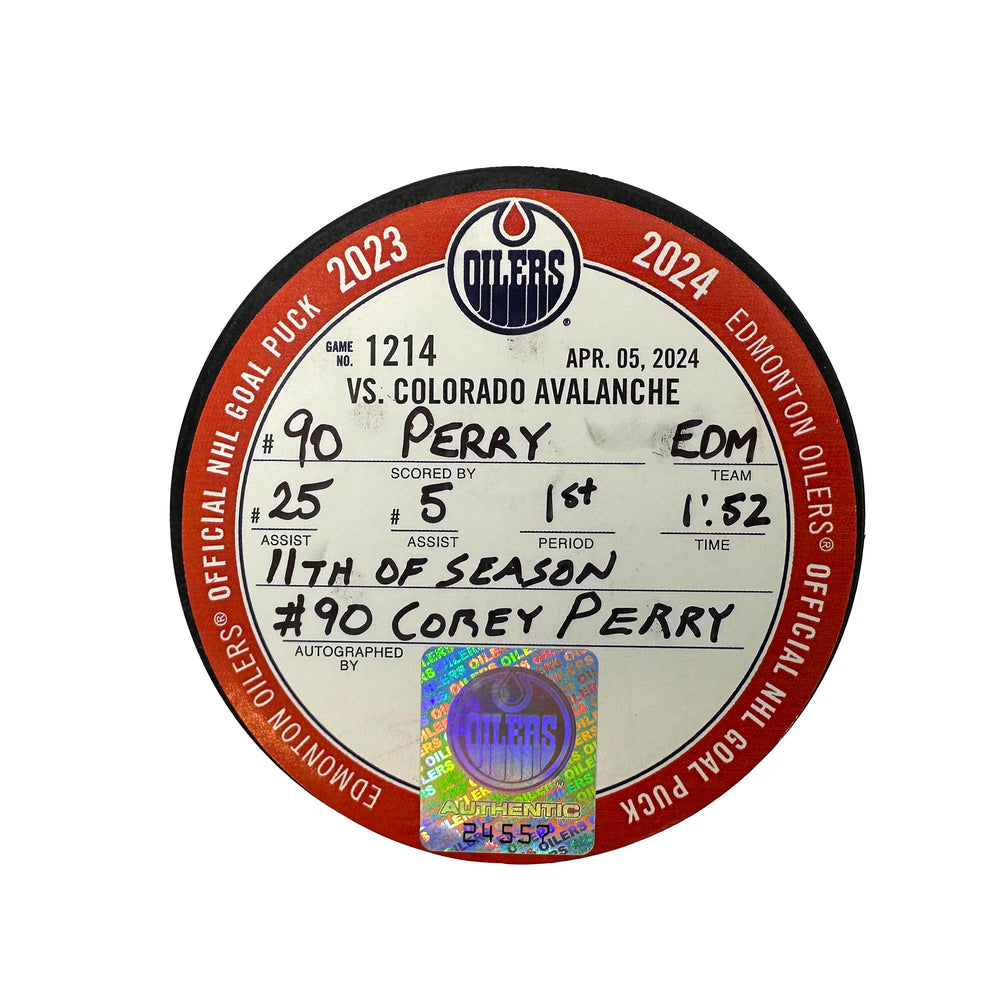 2023 2024
EDMONTON OILERS® OFFICIAL NHL GOAL PUCK
EDMONTON OILERS® OFFICIAL NHL GOAL PUCK
OILERS ®
GAME NO. 1214 APR. 05, 2024
VS. COLORADO AVALANCHE
# 90 PERRY EDM
SCORED BY TEAM
# 25 # 5 1st 1:52
ASSIST ASSIST PERIOD TIME
11TH OF SEASON
#90 COREY PERRY
AUTOGRAPHED
BY
OILERS ®
AUTHENTIC
24557